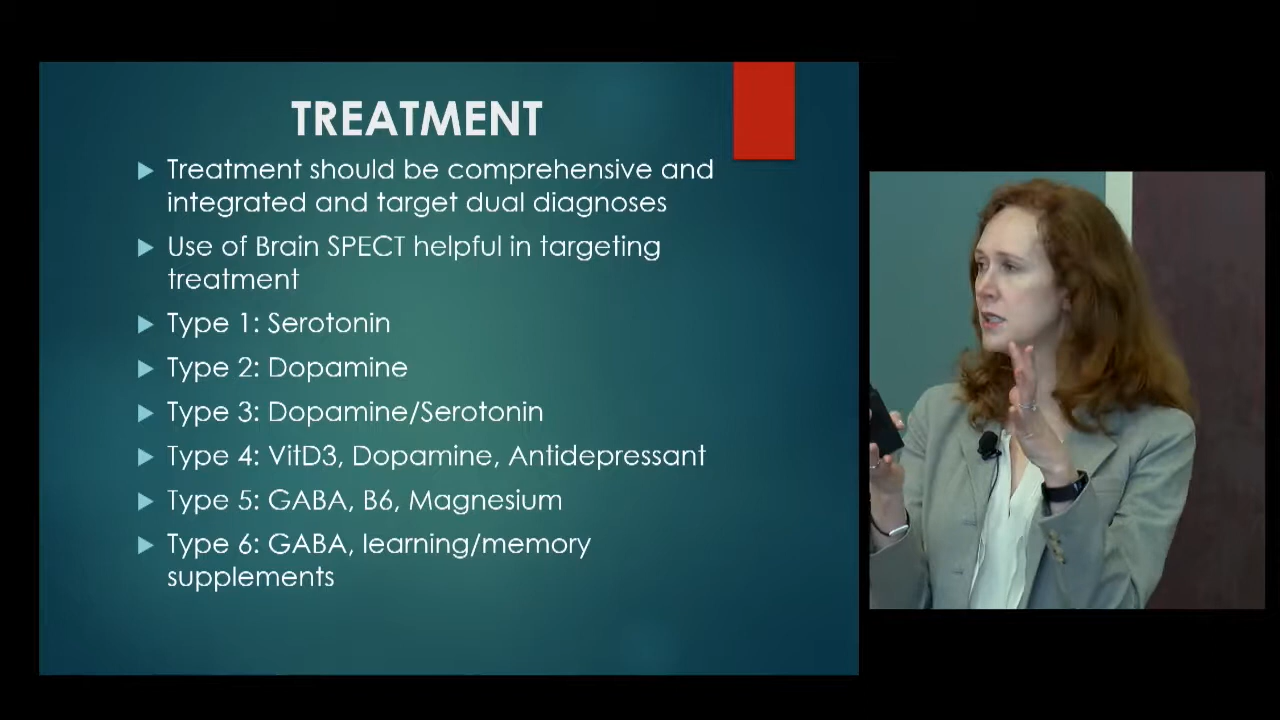 TREATMENT
Treatment should be comprehensive and
integrated and target dual diagnoses
Use of Brain SPECT helpful in targeting
treatment
Type 1: Serotonin
Type 2: Dopamine
Type 3: Dopamine/Serotonin
Type 4: VitD3, Dopamine, Antidepressant
Type 5: GABA, B6, Magnesium
Type 6: GABA, learning/memory
supplements